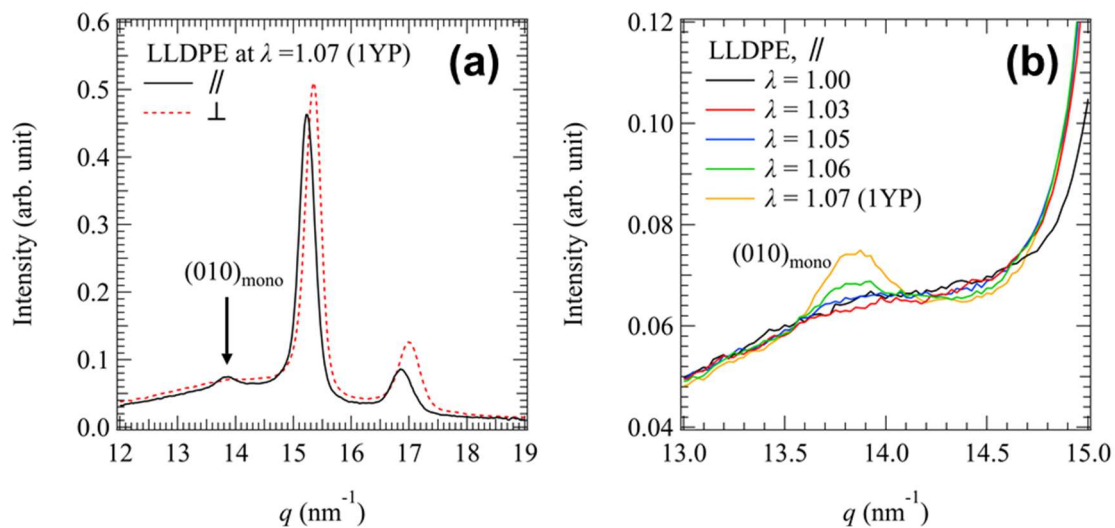 LLDPE at λ =1.07 (1YP)
//
⊥
(a)
(010)mono
Intensity (arb. unit)
0.6
0.5
0.4
0.3
0.2
0.1
0.0
12 13 14 15 16 17 18 19
q (nm⁻¹)
LLDPE, //
λ = 1.00
λ = 1.03
λ = 1.05
λ = 1.06
λ = 1.07 (1YP)
(b)
(010)mono
Intensity (arb. unit)
0.12
0.10
0.08
0.06
0.04
13.0 13.5 14.0 14.5 15.0
q (nm⁻¹)